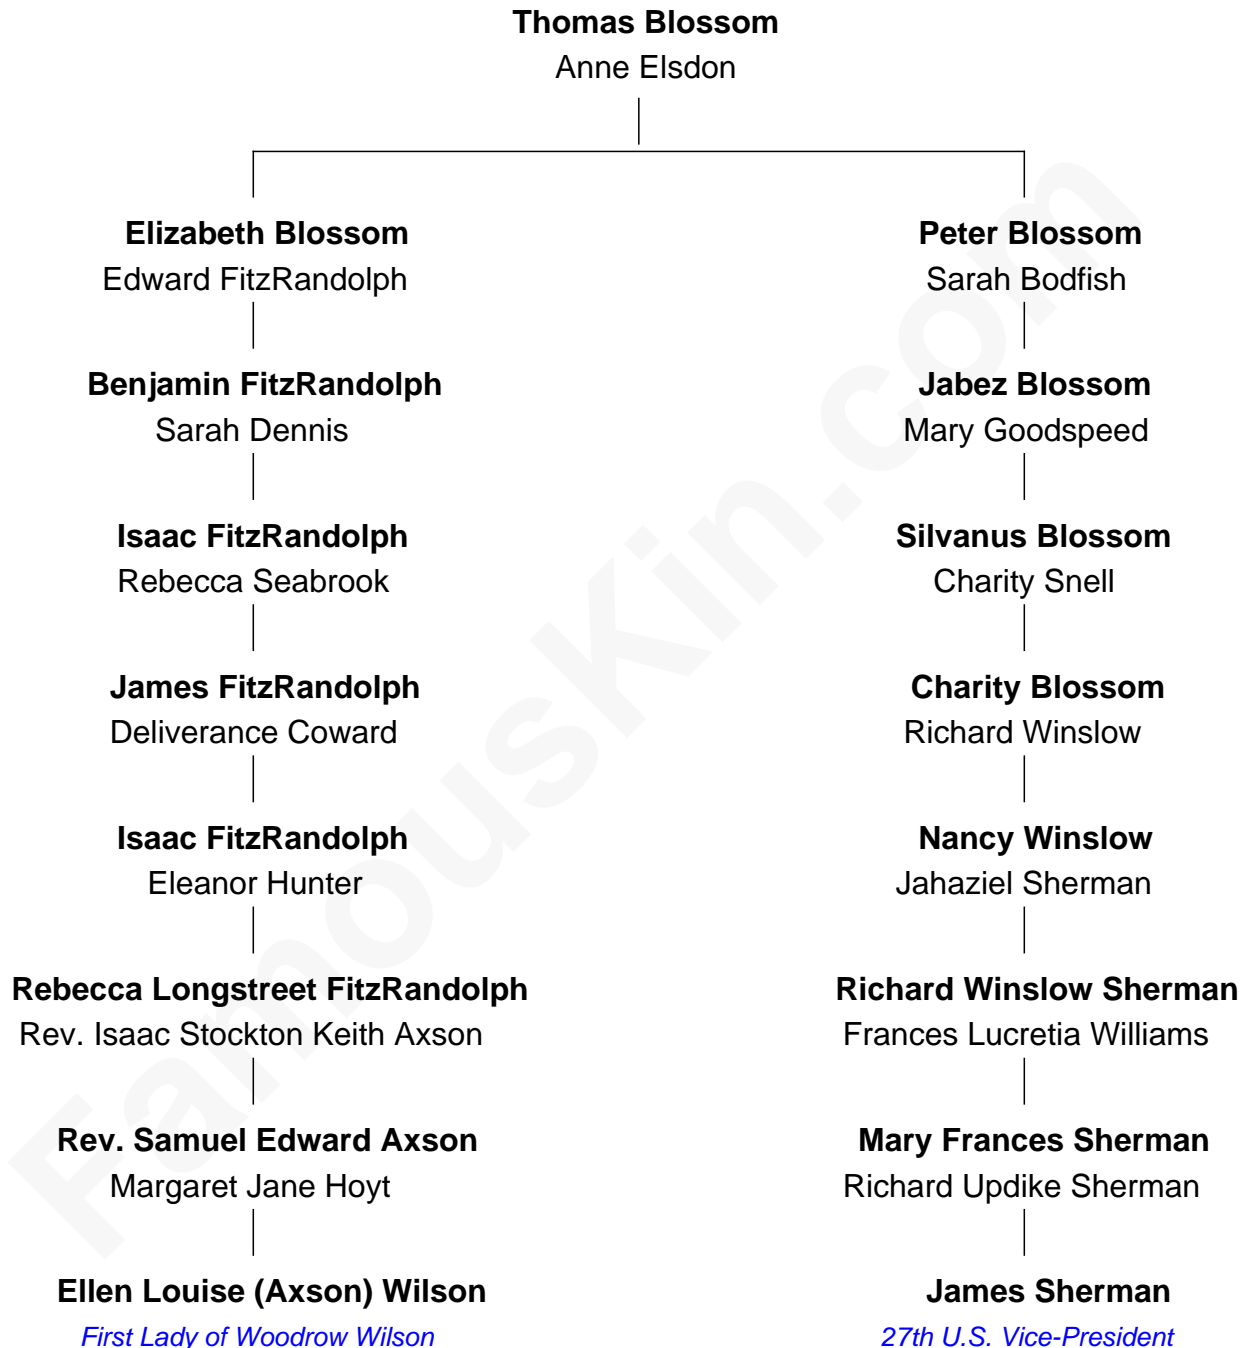 Thomas Blossom
Anne Elsdon
Elizabeth Blossom
Edward FitzRandolph
Peter Blossom
Sarah Bodfish
Benjamin FitzRandolph
Sarah Dennis
Jabez Blossom
Mary Goodspeed
Isaac FitzRandolph
Rebecca Seabrook
Silvanus Blossom
Charity Snell
James FitzRandolph
Deliverance Coward
Charity Blossom
Richard Winslow
Isaac FitzRandolph
Eleanor Hunter
Nancy Winslow
Jahaziel Sherman
Rebecca Longstreet FitzRandolph
Rev. Isaac Stockton Keith Axson
Richard Winslow Sherman
Frances Lucretia Williams
Rev. Samuel Edward Axson
Margaret Jane Hoyt
Mary Frances Sherman
Richard Updike Sherman
Ellen Louise (Axson) Wilson
First Lady of Woodrow Wilson
James Sherman
27th U.S. Vice-President
FamousKin.com